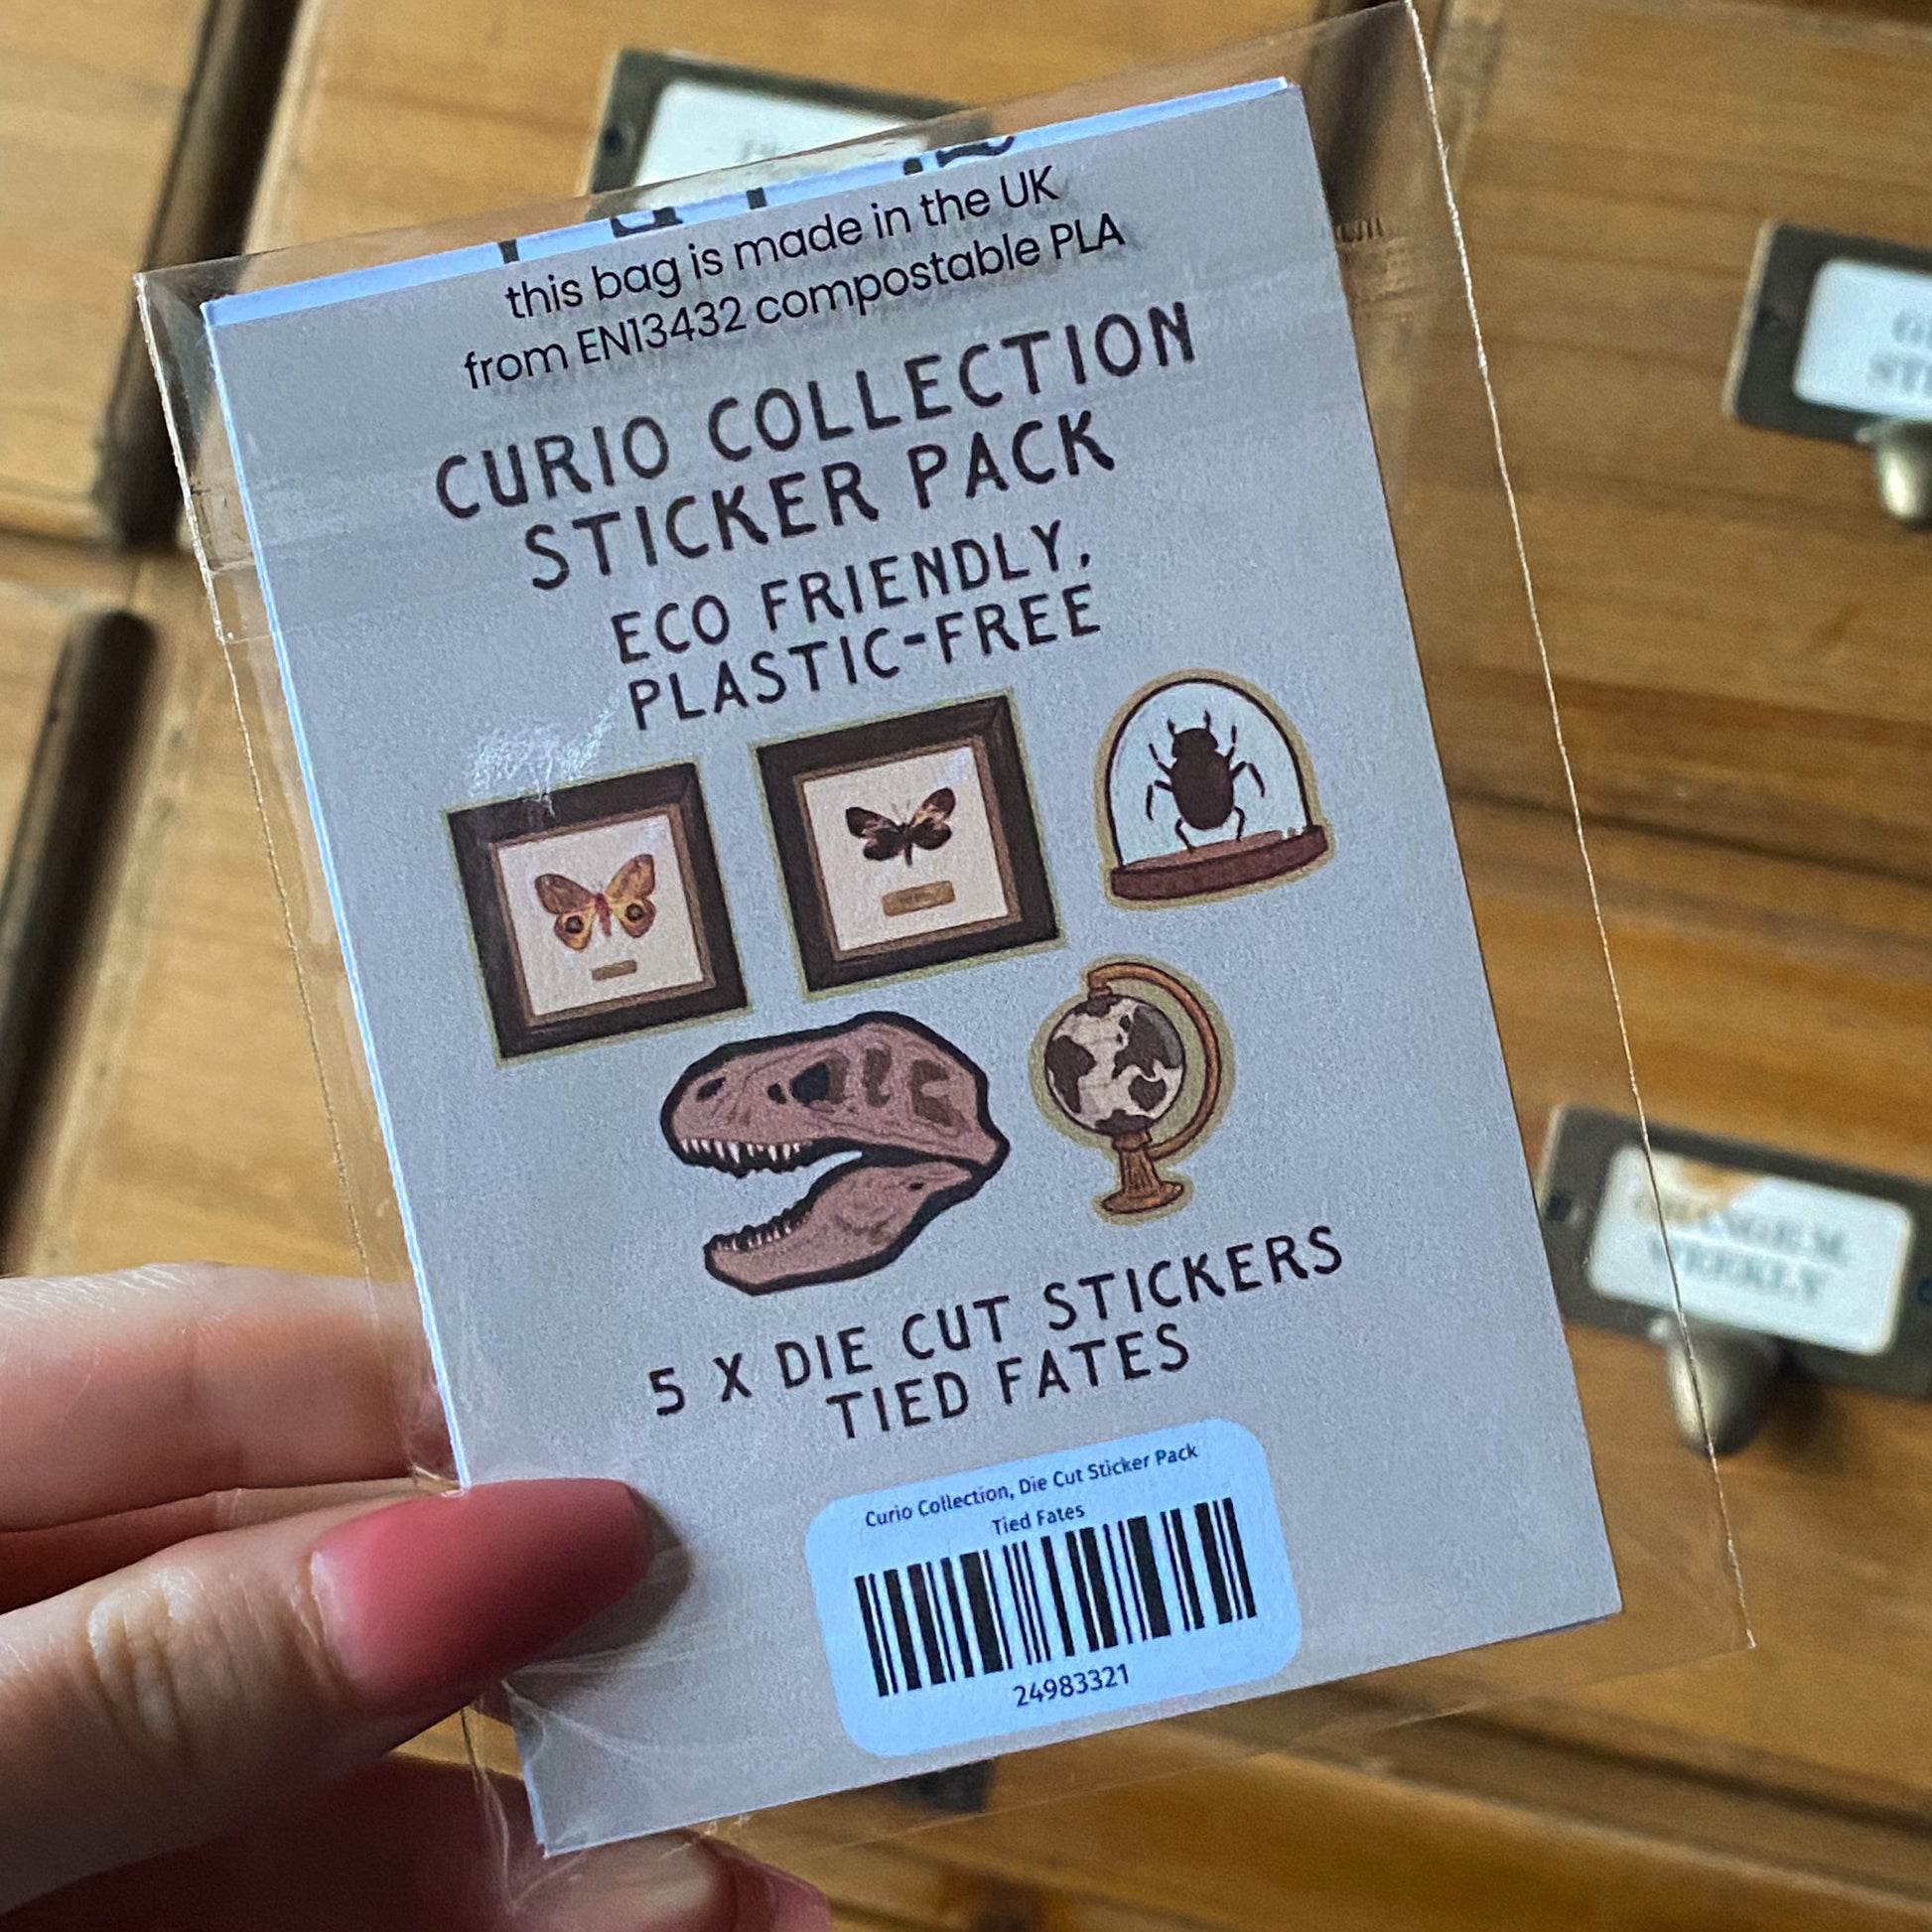 this bag is made in the UK
from EN13432 compostable PLA
CURIO COLLECTION
STICKER PACK
ECO FRIENDLY,
PLASTIC-FREE
5 X DIE CUT STICKERS
TIED FATES
Curio Collection, Die Cut Sticker Pack
Tied Fates
24983321
WEEKLY